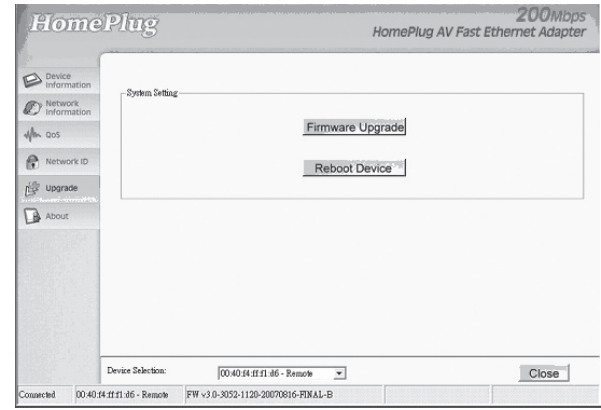 HomePlug
200Mbps
HomePlug AV Fast Ethernet Adapter
Device
Information
Network
Information
QoS
Network ID
Upgrade
About
System Setting
Firmware Upgrade
Reboot Device
Device Selection:
00:40:f4:ff:f1:d6 - Remote
Close
Connected
00:40:f4:ff:f1:d6 - Remote
FW v3.0-3052-1120-20070816-FINAL-B